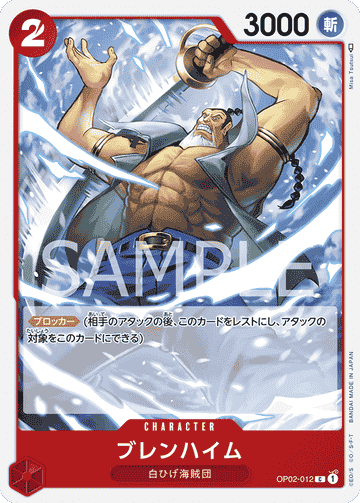 2
3000
斬
Misa Tsutsui
SAMPLE
ブロッカー (相手のアタックの後、このカードをレストにし、アタックの
対象をこのカードにできる)
CHARACTER
ブレンハイム
白ひげ海賊団
OP02-012 C 1
©E.O./S.,S-F.T BANDAI MADE IN JAPAN